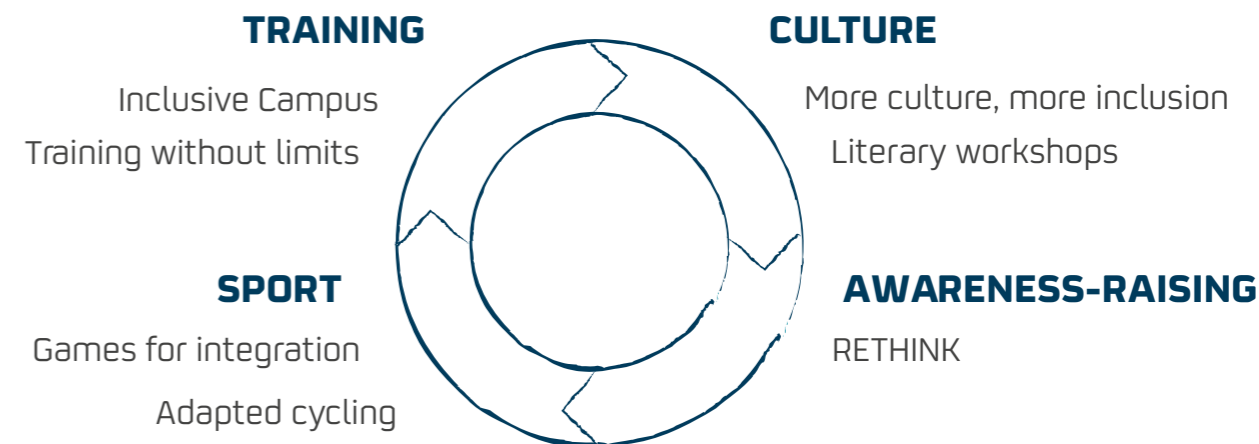 TRAINING
Inclusive Campus
Training without limits
CULTURE
More culture, more inclusion
Literary workshops
SPORT
Games for integration
Adapted cycling
AWARENESS-RAISING
RETHINK